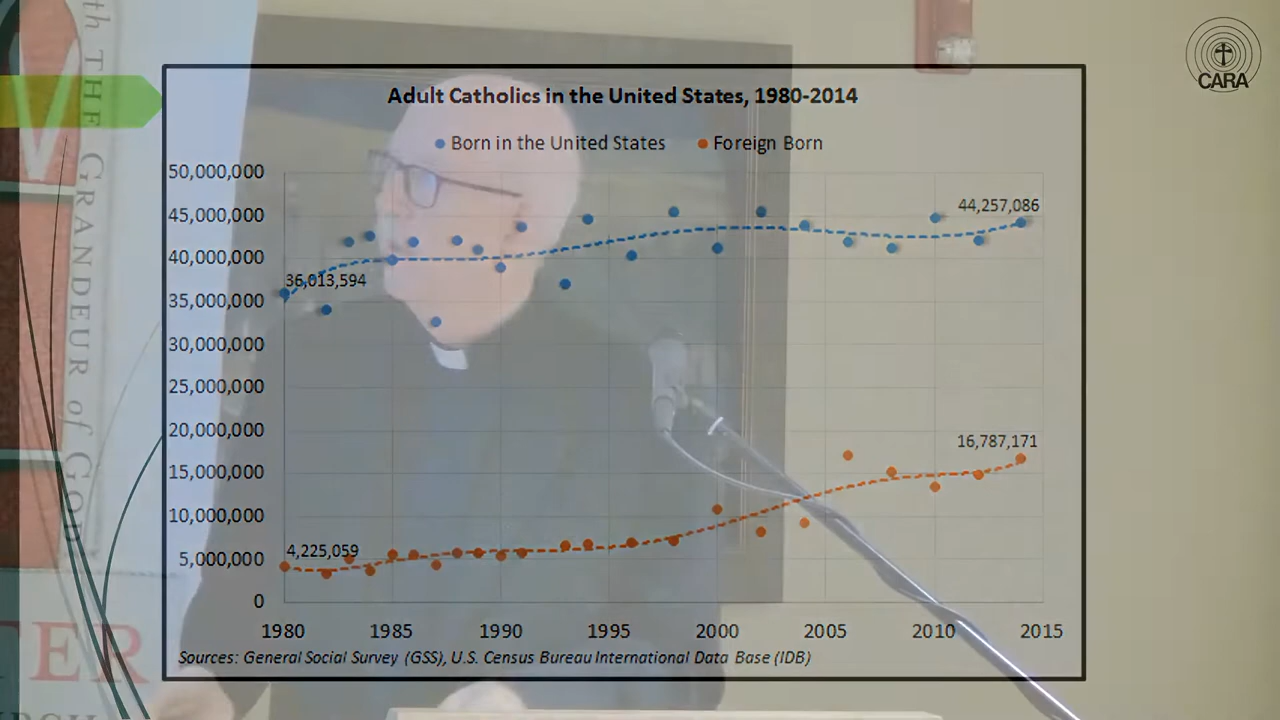 CARA
Adult Catholics in the United States, 1980-2014
Born in the United States
Foreign Born
50,000,000
45,000,000
40,000,000
35,000,000
30,000,000
25,000,000
20,000,000
15,000,000
10,000,000
5,000,000
0
36,013,594
44,257,086
4,225,059
16,787,171
1980 1985 1990 1995 2000 2005 2010 2015
Sources: General Social Survey (GSS), U.S. Census Bureau International Data Base (IDB)
th THE GRANDEUR of GOD
TER